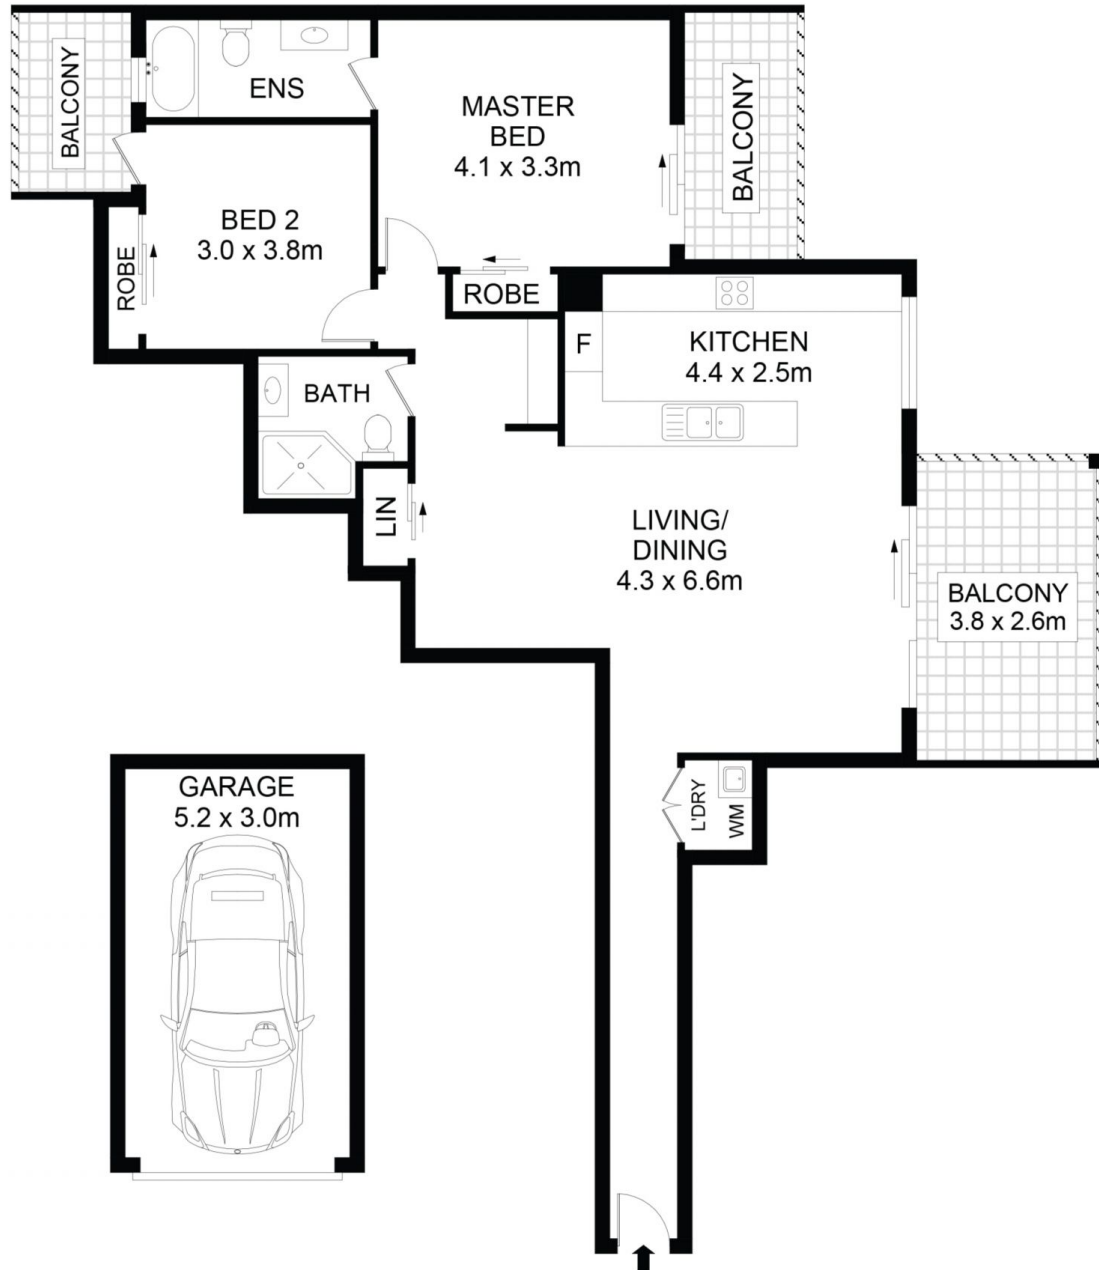 BALCONY
ENS
MASTER
BED
4.1 x 3.3m
BALCONY
BED 2
3.0 x 3.8m
ROBE
ROBE
F
KITCHEN
4.4 x 2.5m
BATH
LIN
LIVING/
DINING
4.3 x 6.6m
BALCONY
3.8 x 2.6m
L'DRY
WM
GARAGE
5.2 x 3.0m